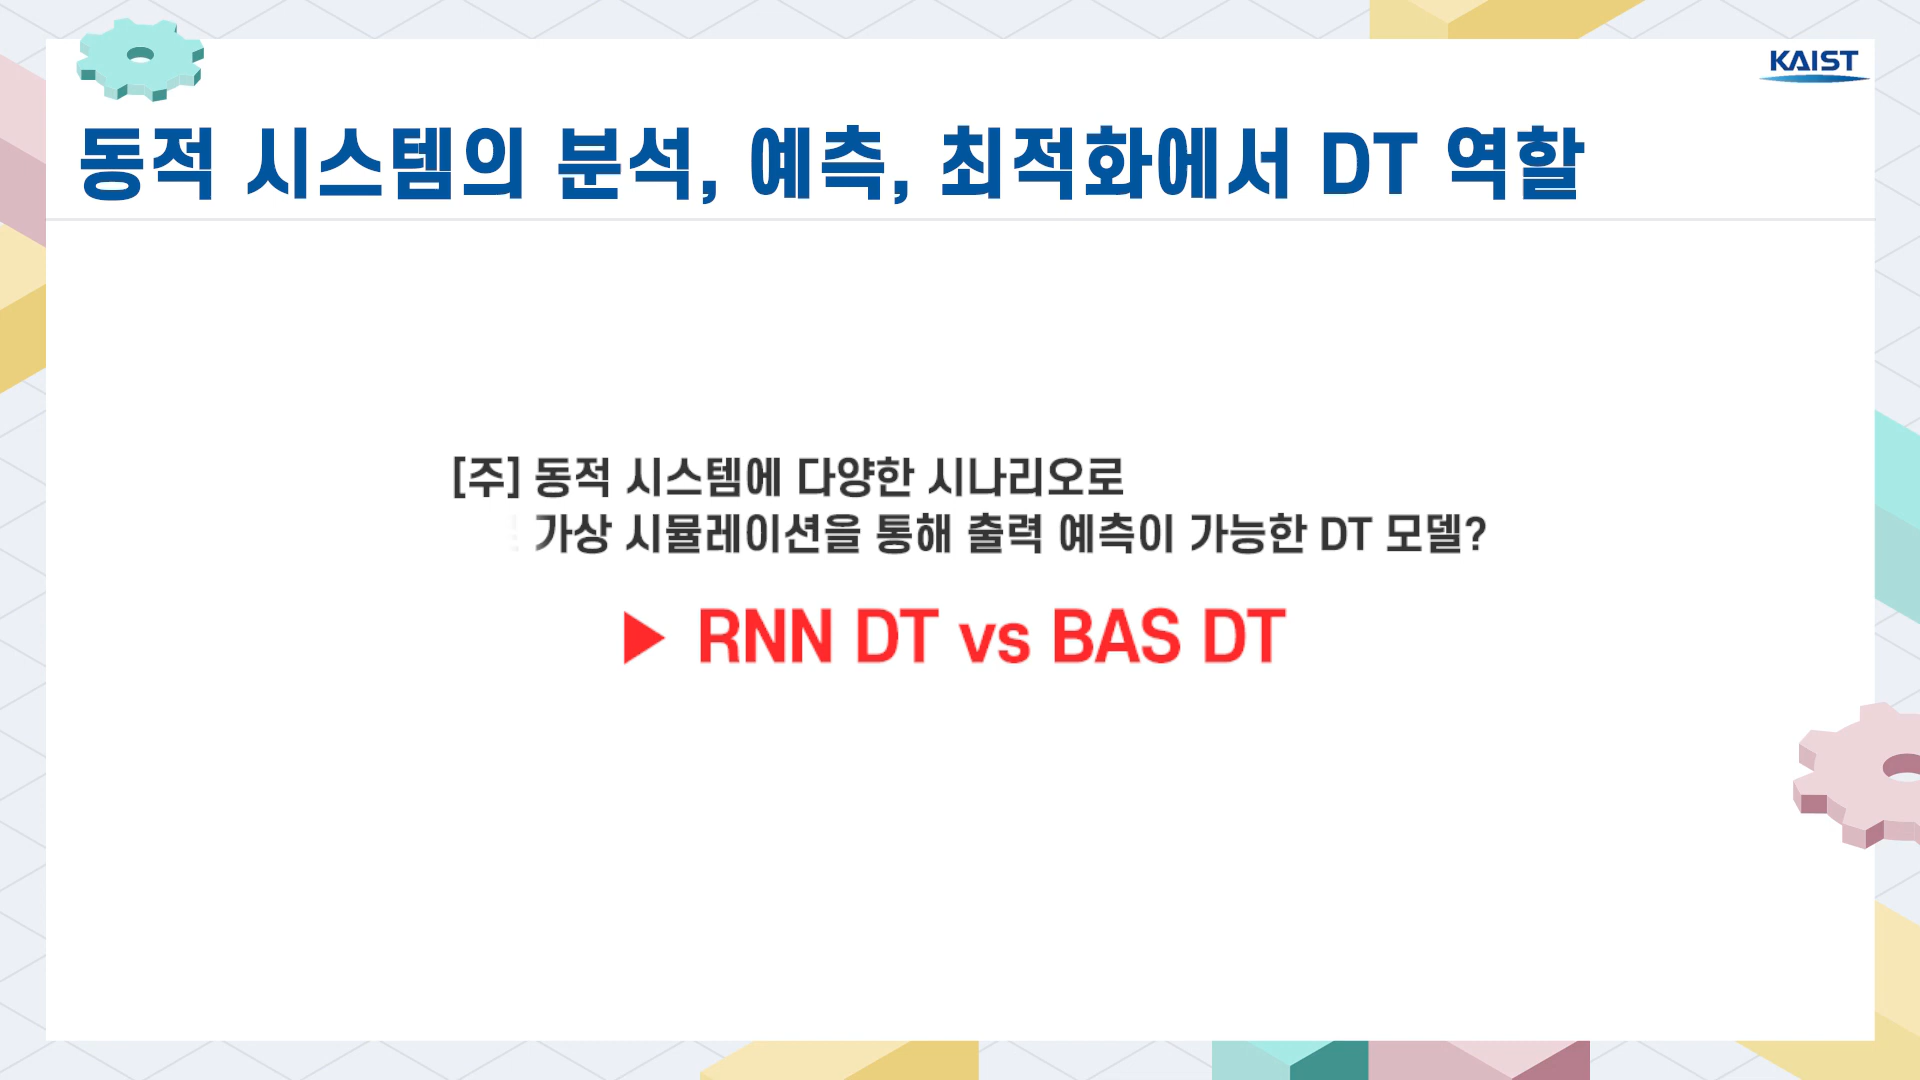 KAIST
동적 시스템의 분석, 예측, 최적화에서 DT 역할
[주] 동적 시스템에 다양한 시나리오로
가상 시뮬레이션을 통해 출력 예측이 가능한 DT 모델?
▶ RNN DT vs BAS DT